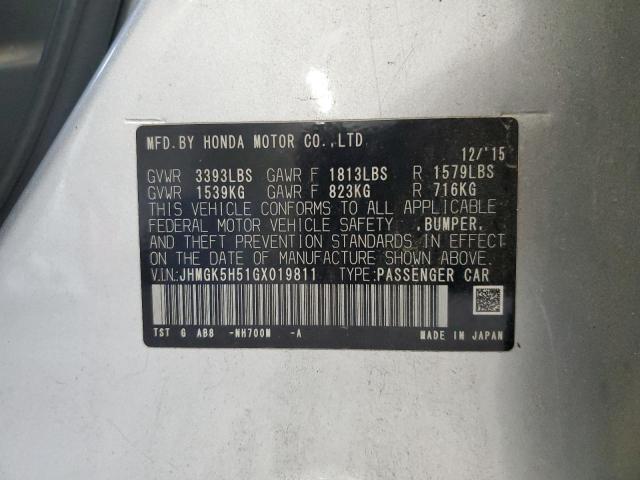 MFD.BY HONDA MOTOR CO.,LTD
12/'15
GVWR 3393LBS GAWR F 1813LBS R 1579LBS
GVWR 1539KG GAWR F 823KG R 716KG
THIS VEHICLE CONFORMS TO ALL APPLICABLE
FEDERAL MOTOR VEHICLE SAFETY ,BUMPER,
AND THEFT PREVENTION STANDARDS IN EFFECT
ON THE DATE OF MANUFACTURE SHOWN ABOVE.
V.I.N.:JHMGK5H51GX019811 TYPE:PASSENGER CAR
TST G AB8 -NH700M -A MADE IN JAPAN